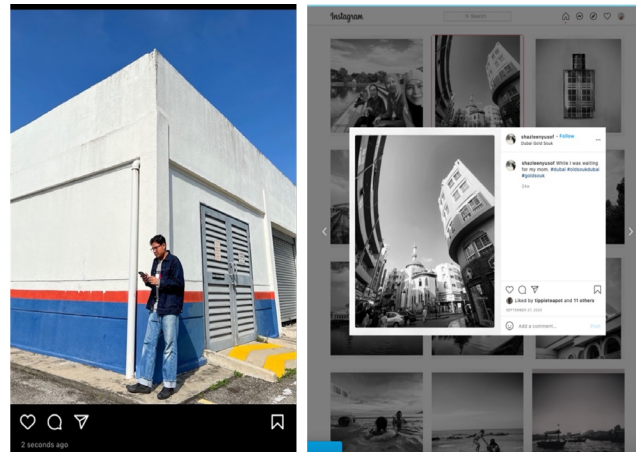 2 seconds ago
Instagram
Search
shazleenyusof • Follow
Dubai Gold Souk
shazleenyusof While I was waiting
for my mom. #dubai #oldsoukdubai
#goldsouk
Liked by tippieteapot and 11 others
Add a comment...
Post